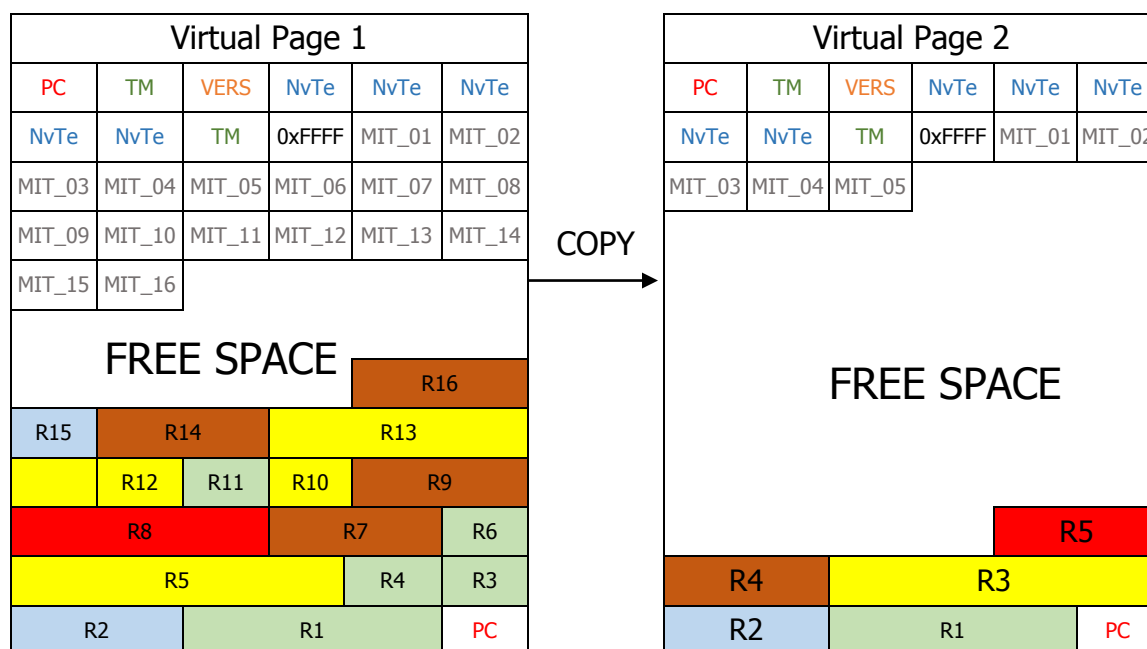 Virtual Page 1
PC TM VERS NvTe NvTe NvTe
NvTe NvTe TM 0xFFFF MIT_01 MIT_02
MIT_03 MIT_04 MIT_05 MIT_06 MIT_07 MIT_08
MIT_09 MIT_10 MIT_11 MIT_12 MIT_13 MIT_14
MIT_15 MIT_16
FREE SPACE
R16
R15 R14 R13
R12 R11 R10 R9
R8 R7 R6
R5 R4 R3
R2 R1 PC
COPY
Virtual Page 2
PC TM VERS NvTe NvTe NvTe
NvTe NvTe TM 0xFFFF MIT_01 MIT_02
MIT_03 MIT_04 MIT_05
FREE SPACE
R5
R4 R3
R2 R1 PC